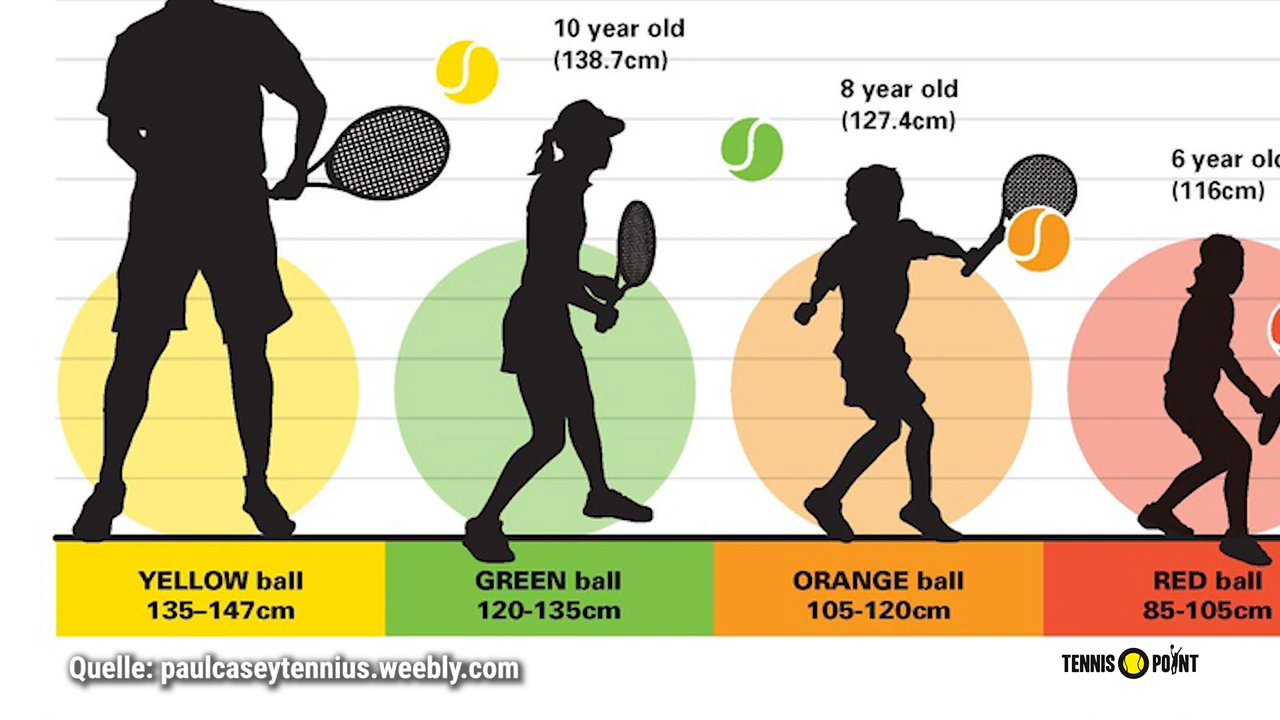 10 year old
(138.7cm)
8 year old
(127.4cm)
6 year old
(116cm)
YELLOW ball
135–147cm
GREEN ball
120-135cm
ORANGE ball
105-120cm
RED ball
85-105cm
Quelle: paulcaseytennius.weebly.com
TENNIS POINT